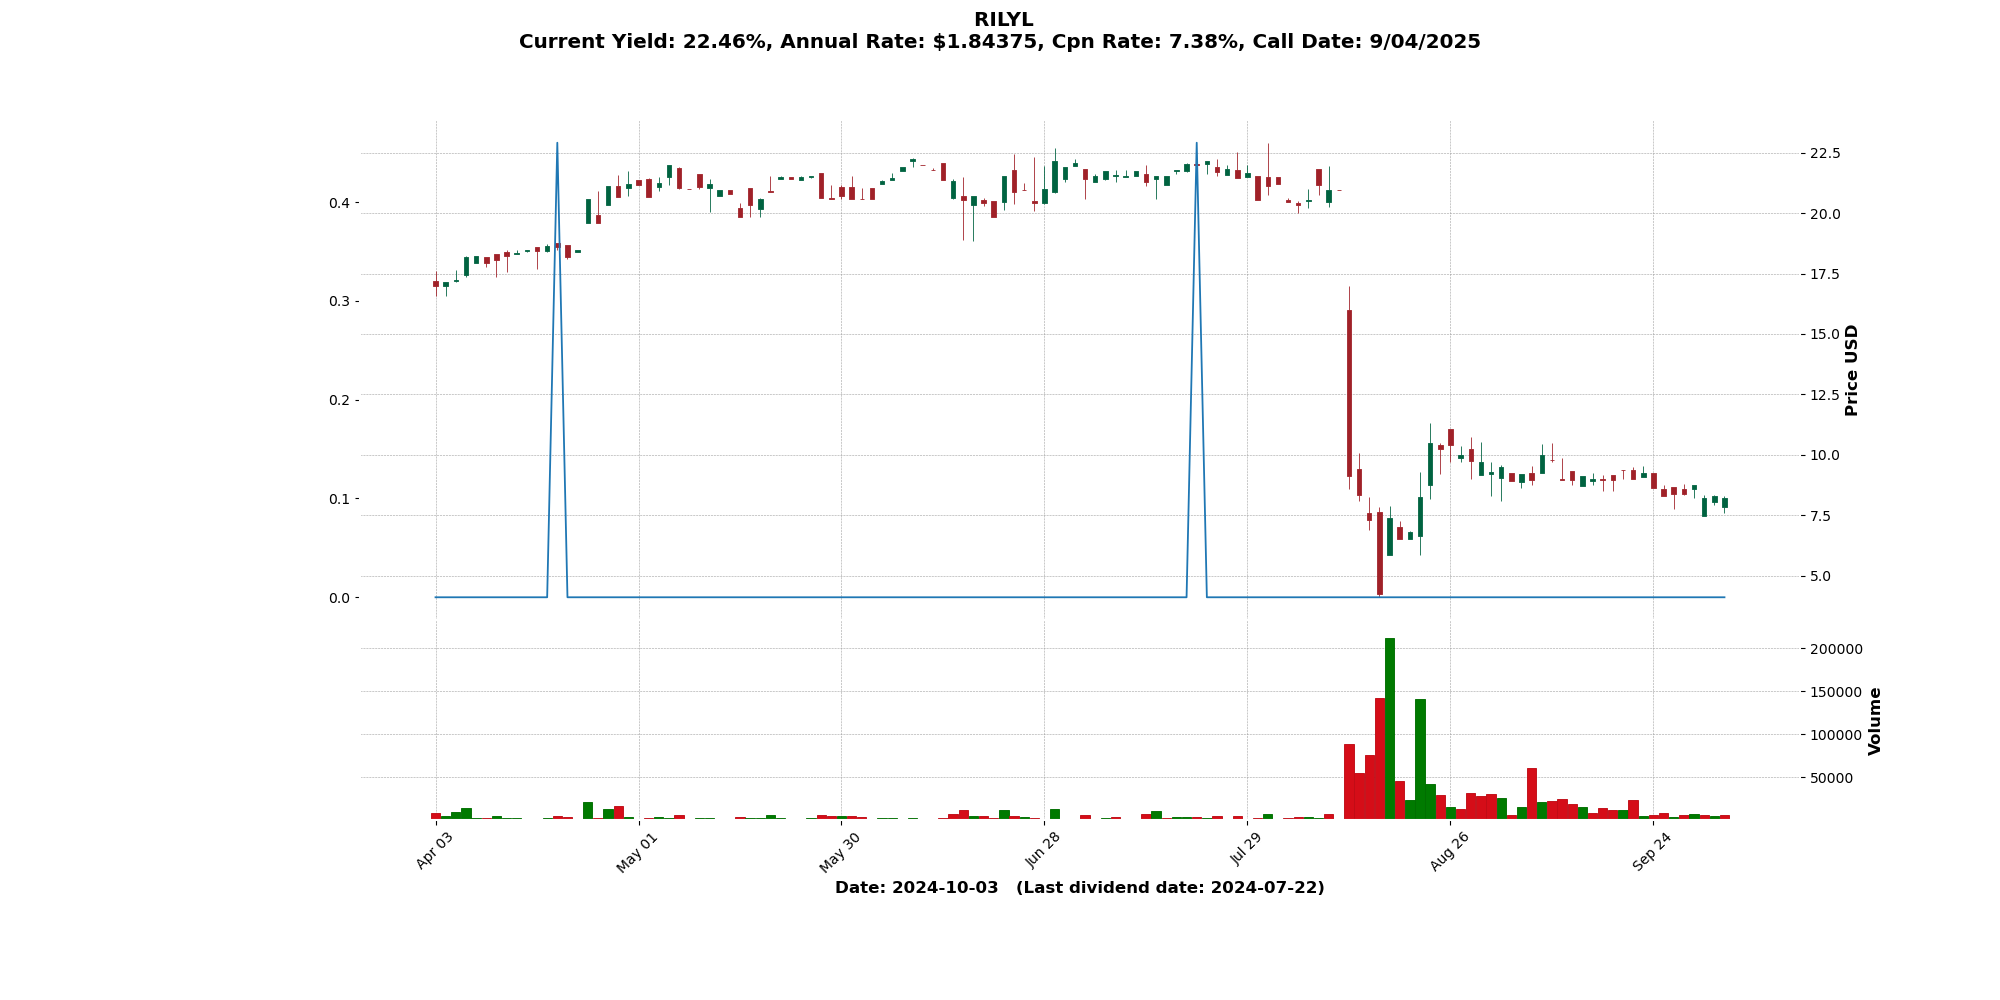 RILYL
Current Yield: 22.46%, Annual Rate: $1.84375, Cpn Rate: 7.38%, Call Date: 9/04/2025
0.4
0.3
0.2
0.1
0.0
22.5
20.0
17.5
15.0
12.5
10.0
7.5
5.0
Price USD
200000
150000
100000
50000
Volume
Apr 03
May 01
May 30
Jun 28
Jul 29
Aug 26
Sep 24
Date: 2024-10-03   (Last dividend date: 2024-07-22)